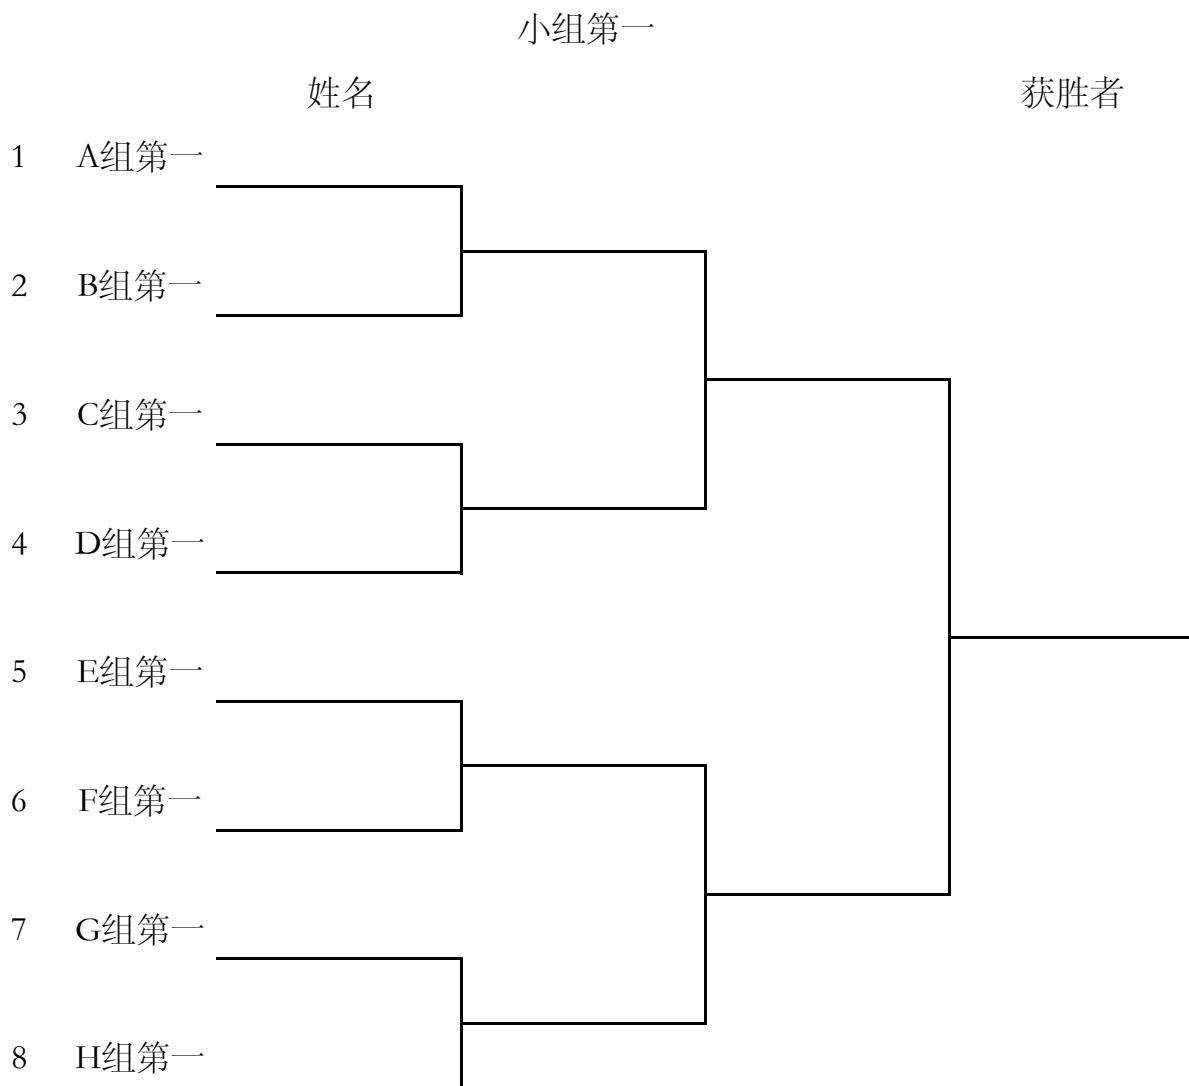 小组第一
姓名 获胜者
1 A组第一
2 B组第一
3 C组第一
4 D组第一
5 E组第一
6 F组第一
7 G组第一
8 H组第一